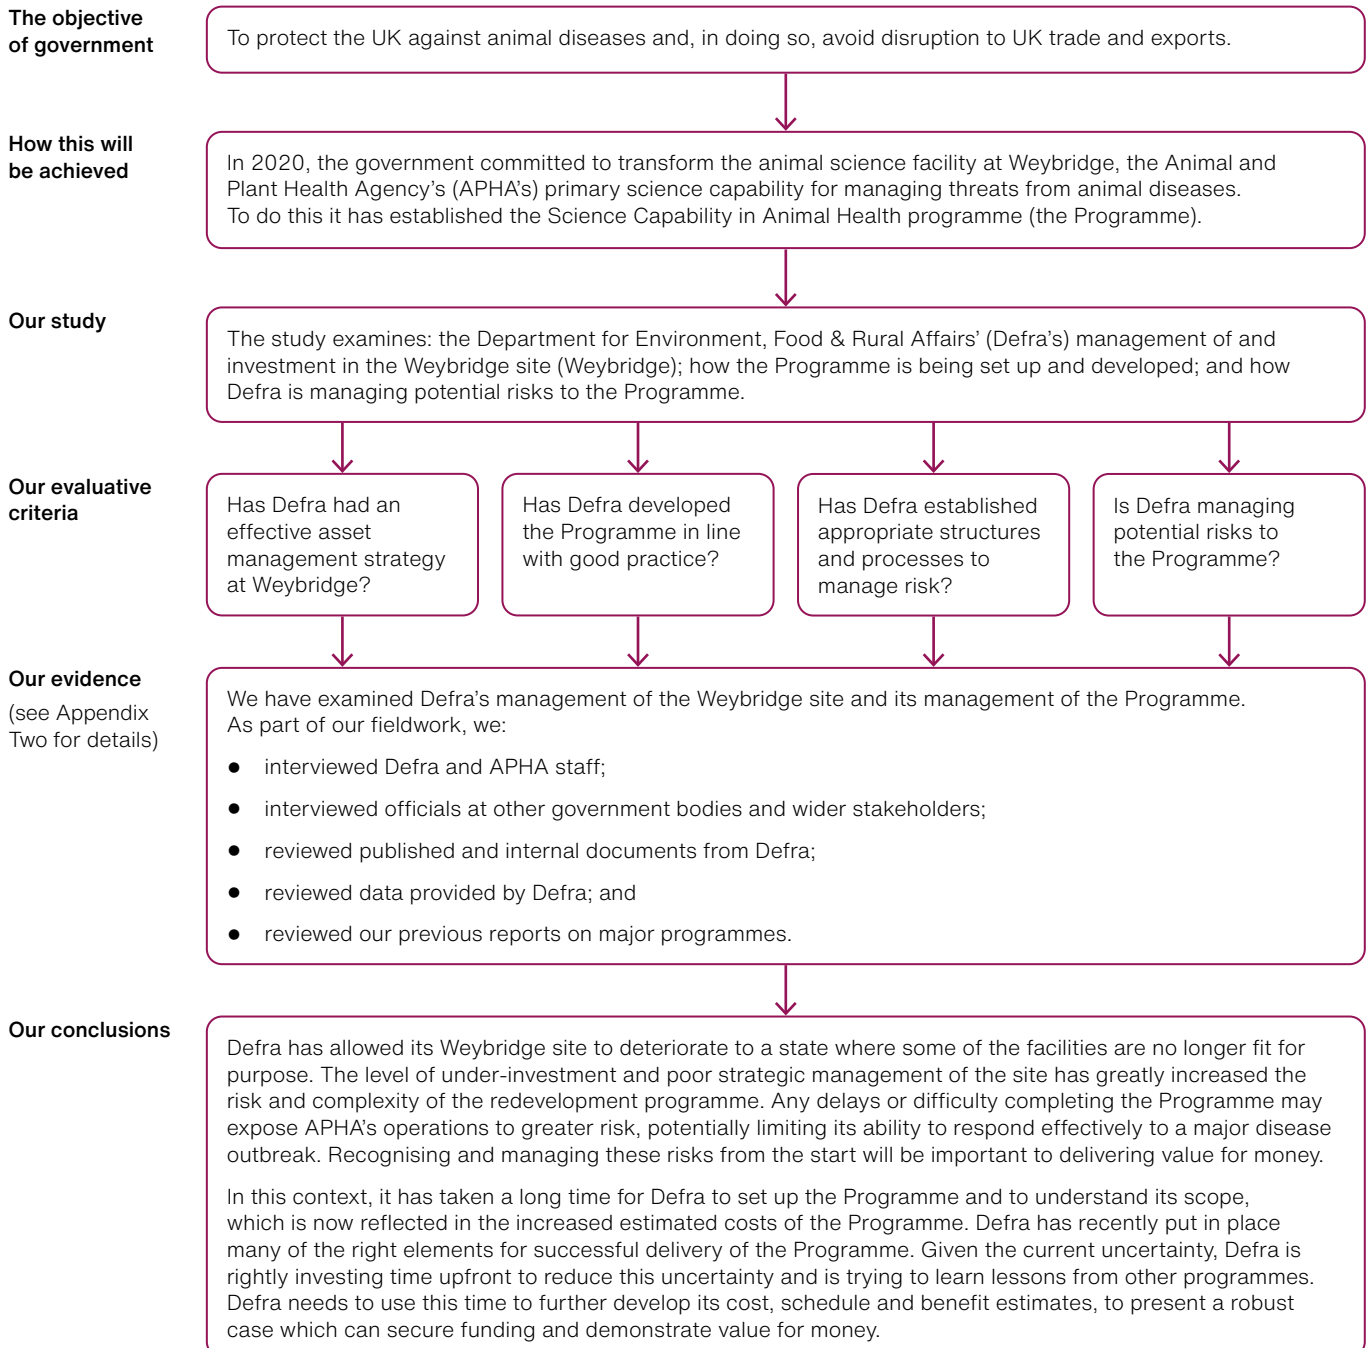 The objective
of government
To protect the UK against animal diseases and, in doing so, avoid disruption to UK trade and exports.
How this will
be achieved
In 2020, the government committed to transform the animal science facility at Weybridge, the Animal and
Plant Health Agency’s (APHA’s) primary science capability for managing threats from animal diseases.
To do this it has established the Science Capability in Animal Health programme (the Programme).
Our study
The study examines: the Department for Environment, Food & Rural Affairs’ (Defra’s) management of and
investment in the Weybridge site (Weybridge); how the Programme is being set up and developed; and how
Defra is managing potential risks to the Programme.
Our evaluative
criteria
Has Defra had an
effective asset
management strategy
at Weybridge?
Has Defra developed
the Programme in line
with good practice?
Has Defra established
appropriate structures
and processes to
manage risk?
Is Defra managing
potential risks to
the Programme?
Our evidence
(see Appendix
Two for details)
We have examined Defra’s management of the Weybridge site and its management of the Programme.
As part of our fieldwork, we:
● interviewed Defra and APHA staff;
● interviewed officials at other government bodies and wider stakeholders;
● reviewed published and internal documents from Defra;
● reviewed data provided by Defra; and
● reviewed our previous reports on major programmes.
Our conclusions
Defra has allowed its Weybridge site to deteriorate to a state where some of the facilities are no longer fit for
purpose. The level of under-investment and poor strategic management of the site has greatly increased the
risk and complexity of the redevelopment programme. Any delays or difficulty completing the Programme may
expose APHA’s operations to greater risk, potentially limiting its ability to respond effectively to a major disease
outbreak. Recognising and managing these risks from the start will be important to delivering value for money.
In this context, it has taken a long time for Defra to set up the Programme and to understand its scope,
which is now reflected in the increased estimated costs of the Programme. Defra has recently put in place
many of the right elements for successful delivery of the Programme. Given the current uncertainty, Defra is
rightly investing time upfront to reduce this uncertainty and is trying to learn lessons from other programmes.
Defra needs to use this time to further develop its cost, schedule and benefit estimates, to present a robust
case which can secure funding and demonstrate value for money.